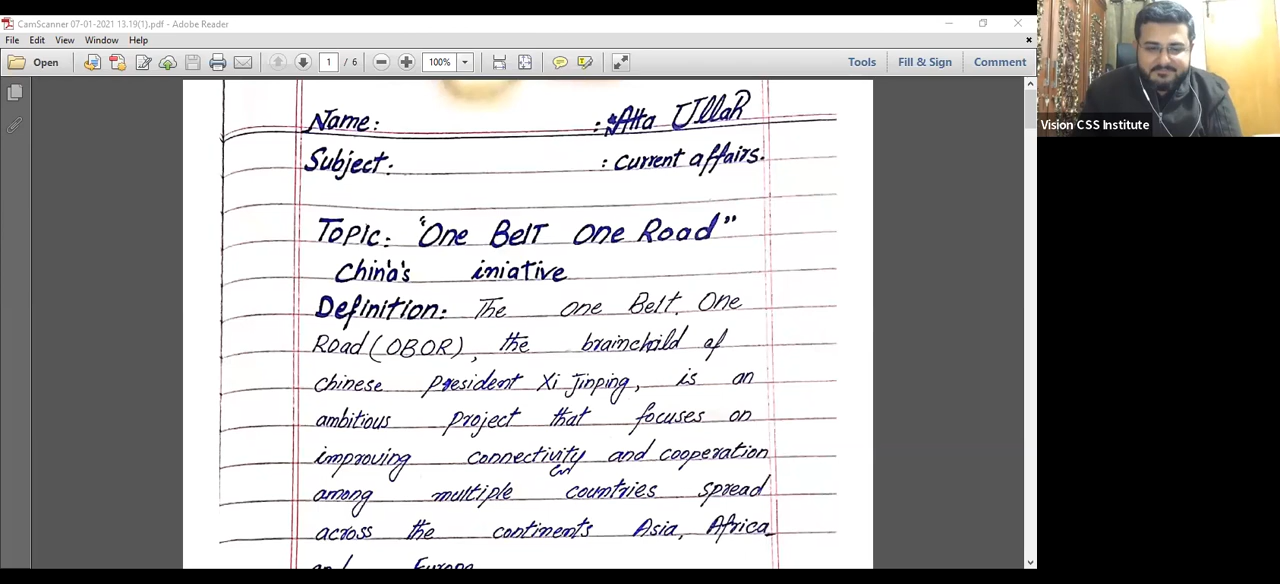 CamScanner 07-01-2021 13.19(1).pdf - Adobe Reader
File Edit View Window Help
Open 1 / 6 100% Tools Fill & Sign Comment
Vision CSS Institute
Name: : Atta Ullah
Subject: : Current affairs.
Topic: "One Belt One Road"
China's iniative
Definition: The One Belt One
Road (OBOR), the brainchild of
Chinese President Xi Jinping, is an
ambitious project that focuses on
improving connectivity and cooperation
among multiple countries spread
across the continents Asia, Africa
and Europe